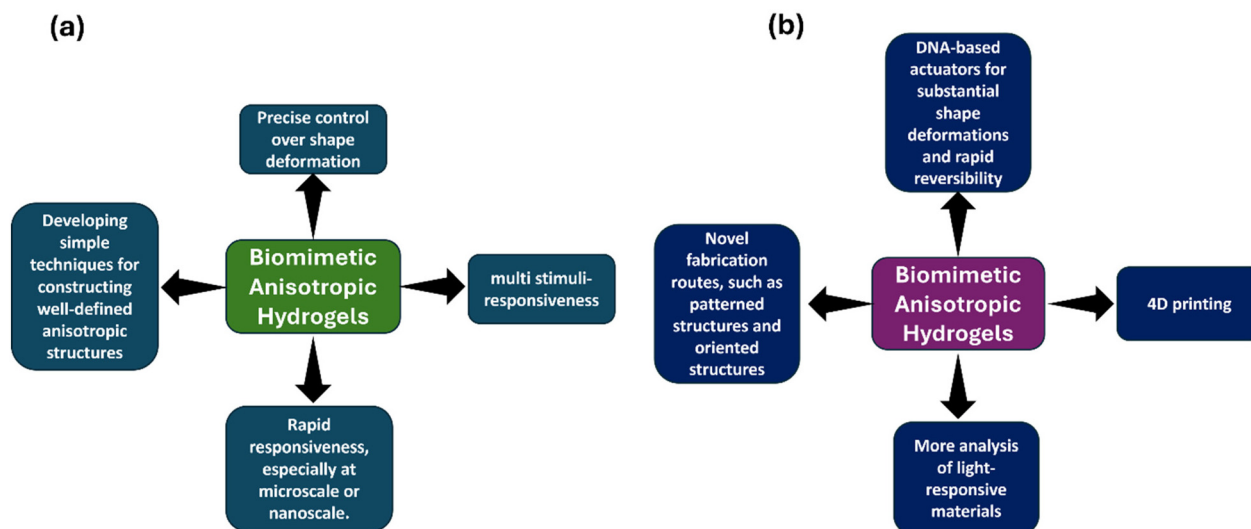 (a)
Precise control
over shape
deformation
Developing
simple
techniques for
constructing
well-defined
anisotropic
structures
Biomimetic
Anisotropic
Hydrogels
multi stimuli-
responsiveness
Rapid
responsiveness,
especially at
microscale or
nanoscale.
(b)
DNA-based
actuators for
substantial
shape
deformations
and rapid
reversibility
Novel
fabrication
routes, such as
patterned
structures and
oriented
structures
Biomimetic
Anisotropic
Hydrogels
4D printing
More analysis
of light-
responsive
materials